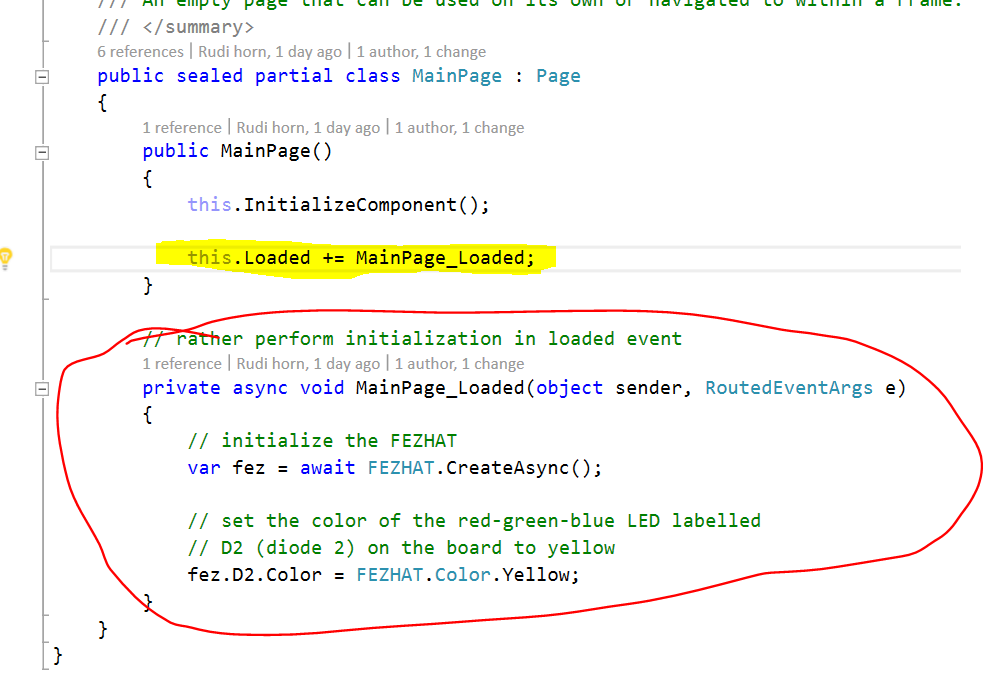 /// An empty page that can be used on its own or navigated to within a Frame.
/// </summary>
6 references | Rudi horn, 1 day ago | 1 author, 1 change
public sealed partial class MainPage : Page
{
1 reference | Rudi horn, 1 day ago | 1 author, 1 change
public MainPage()
{
this.InitializeComponent();
this.Loaded += MainPage_Loaded;
}
// rather perform initialization in loaded event
1 reference | Rudi horn, 1 day ago | 1 author, 1 change
private async void MainPage_Loaded(object sender, RoutedEventArgs e)
{
// initialize the FEZHAT
var fez = await FEZHAT.CreateAsync();
// set the color of the red-green-blue LED labelled
// D2 (diode 2) on the board to yellow
fez.D2.Color = FEZHAT.Color.Yellow;
}
}
}